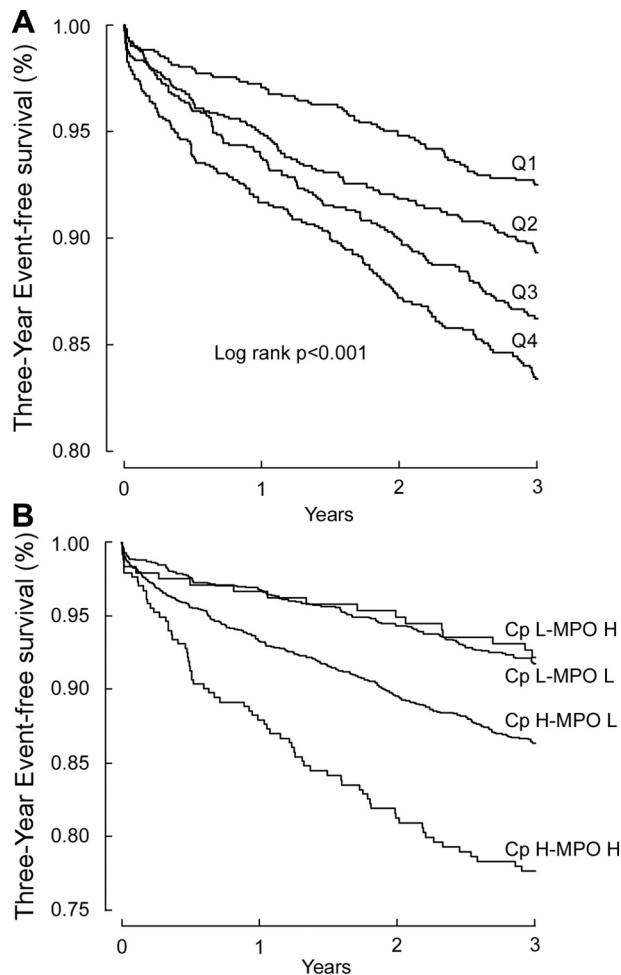 A
Three-Year Event-free survival (%)
1.00
0.95
0.90
0.85
0.80
Q1
Q2
Q3
Q4
Log rank p<0.001
0 1 2 3
Years
B
Three-Year Event-free survival (%)
1.00
0.95
0.90
0.85
0.80
0.75
Cp L-MPO H
Cp L-MPO L
Cp H-MPO L
Cp H-MPO H
0 1 2 3
Years